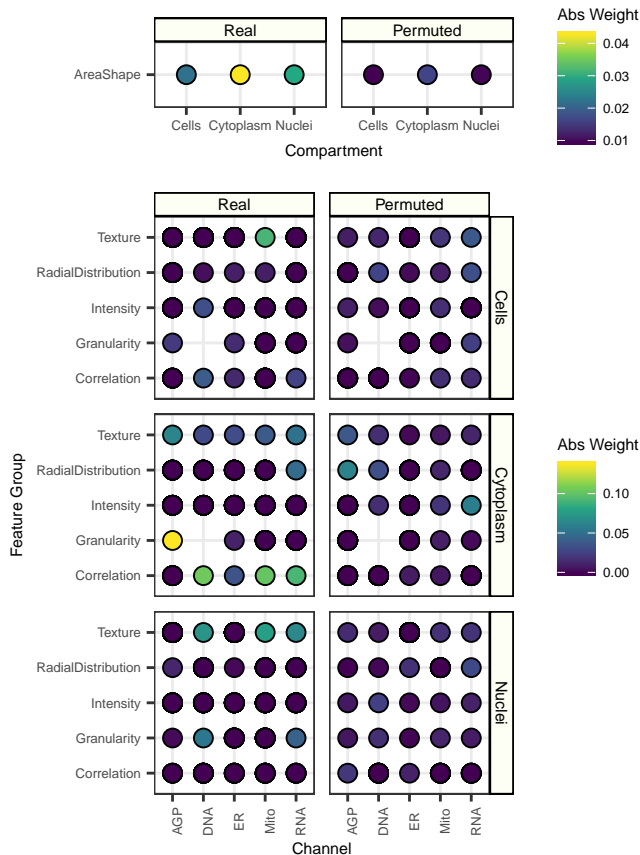 Real
Permuted
Abs Weight
0.04
0.03
0.02
0.01
AreaShape
Cells Cytoplasm Nuclei
Cells Cytoplasm Nuclei
Compartment
Real
Permuted
Texture
RadialDistribution
Intensity
Granularity
Correlation
Cells
Texture
RadialDistribution
Intensity
Granularity
Correlation
Cytoplasm
Feature Group
Abs Weight
0.10
0.05
0.00
Texture
RadialDistribution
Intensity
Granularity
Correlation
Nuclei
AGP DNA ER Mito RNA
AGP DNA ER Mito RNA
Channel